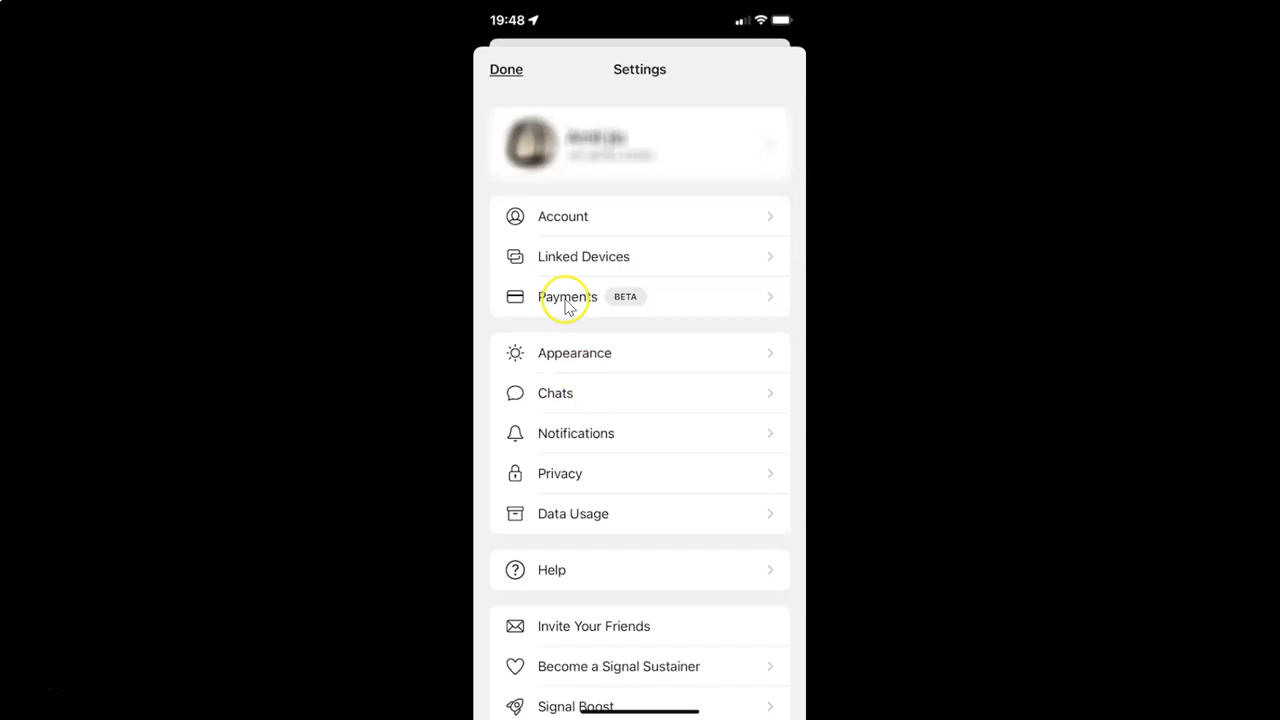 19:48
Done
Settings
Account
Linked Devices
Payments BETA
Appearance
Chats
Notifications
Privacy
Data Usage
Help
Invite Your Friends
Become a Signal Sustainer
Signal Boost